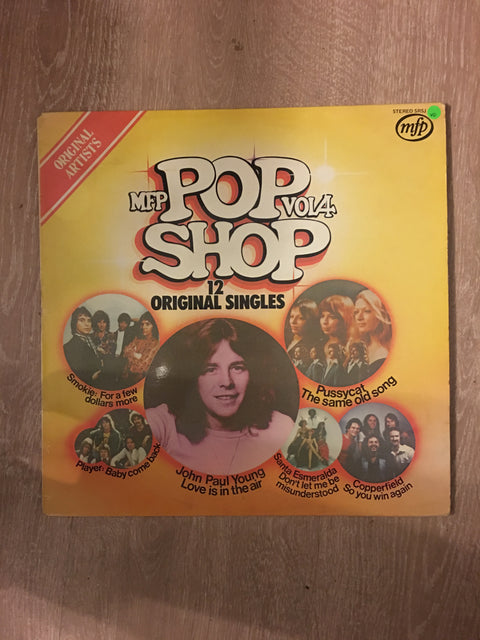 ORIGINAL
ARTISTS
STEREO SRSJ
mfp
MFP POP VOL4
SHOP
12
ORIGINAL SINGLES
Smokie: For a few
dollars more
Pussycat
The same old song
Player: Baby come back
John Paul Young
Love is in the air
Santa Esmeralda
Don't let me be
misunderstood
Copperfield
So you win again